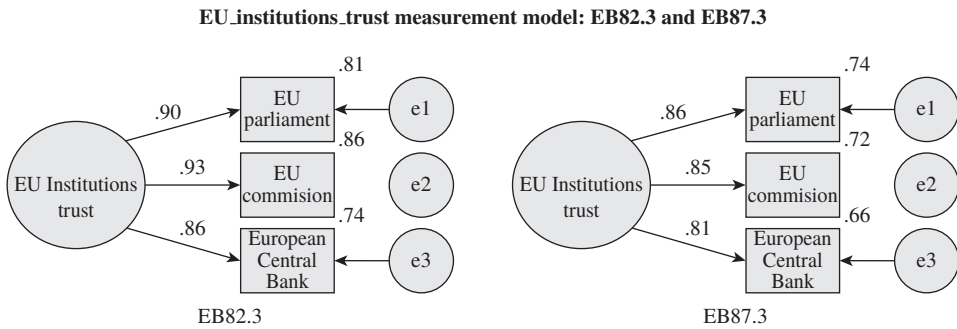 EU_institutions_trust measurement model: EB82.3 and EB87.3
.81
EU
parliament
e1
.90
.86
EU Institutions
trust
.93
EU
commision
e2
.74
.86
European
Central
Bank
e3
EB82.3
.74
EU
parliament
e1
.86
.72
EU Institutions
trust
.85
EU
commision
e2
.66
.81
European
Central
Bank
e3
EB87.3